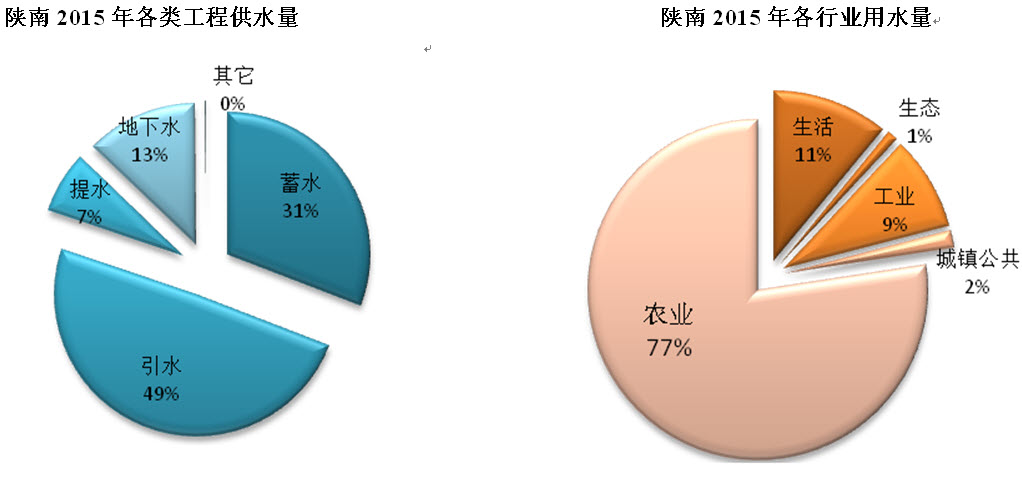 陕南 2015 年各类工程供水量
其它
0%
地下水
13%
蓄水
31%
提水
7%
引水
49%
陕南 2015 年各行业用水量
生活
11%
生态
1%
工业
9%
城镇公共
2%
农业
77%